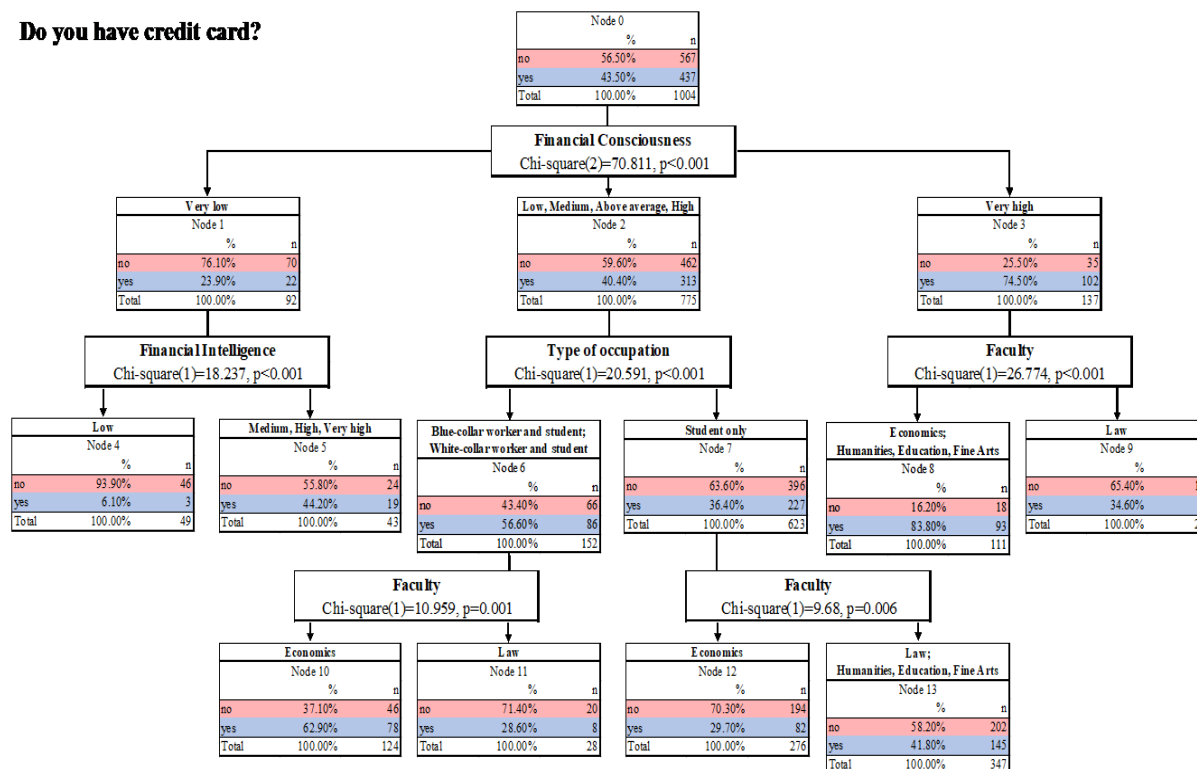 Do you have credit card?
Node 0
% n
no 56.50% 567
yes 43.50% 437
Total 100.00% 1004
Financial Consciousness
Chi-square(2)=70.811, p<0.001
Very low
Node 1
% n
no 76.10% 70
yes 23.90% 22
Total 100.00% 92
Low, Medium, Above average, High
Node 2
% n
no 59.60% 462
yes 40.40% 313
Total 100.00% 775
Very high
Node 3
% n
no 25.50% 35
yes 74.50% 102
Total 100.00% 137
Financial Intelligence
Chi-square(1)=18.237, p<0.001
Type of occupation
Chi-square(1)=20.591, p<0.001
Faculty
Chi-square(1)=26.774, p<0.001
Low
Node 4
% n
no 93.90% 46
yes 6.10% 3
Total 100.00% 49
Medium, High, Very high
Node 5
% n
no 55.80% 24
yes 44.20% 19
Total 100.00% 43
Blue-collar worker and student;
White-collar worker and student
Node 6
% n
no 43.40% 66
yes 56.60% 86
Total 100.00% 152
Student only
Node 7
% n
no 63.60% 396
yes 36.40% 227
Total 100.00% 623
Economics;
Humanities, Education, Fine Arts
Node 8
% n
no 16.20% 18
yes 83.80% 93
Total 100.00% 111
Law
Node 9
%
no 65.40%
yes 34.60%
Total 100.00%
Faculty
Chi-square(1)=10.959, p=0.001
Faculty
Chi-square(1)=9.68, p=0.006
Economics
Node 10
% n
no 37.10% 46
yes 62.90% 78
Total 100.00% 124
Law
Node 11
% n
no 71.40% 20
yes 28.60% 8
Total 100.00% 28
Economics
Node 12
% n
no 70.30% 194
yes 29.70% 82
Total 100.00% 276
Law;
Humanities, Education, Fine Arts
Node 13
% n
no 58.20% 202
yes 41.80% 145
Total 100.00% 347